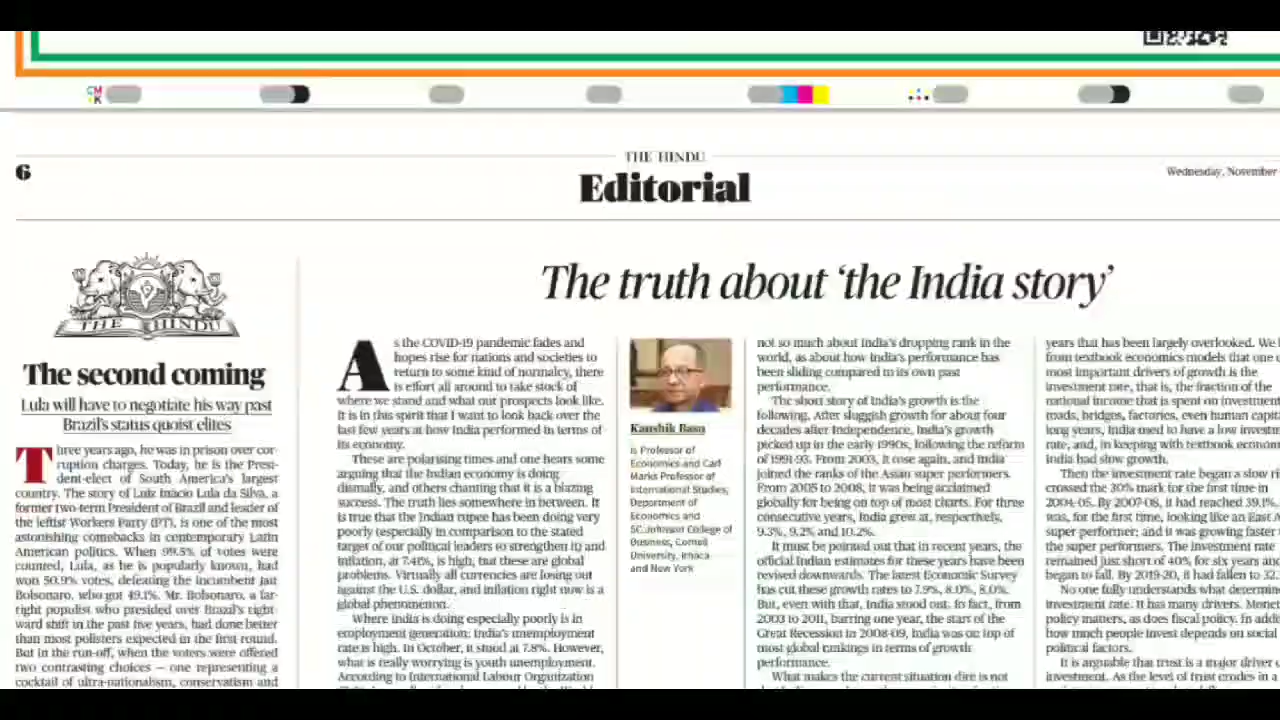 CM
YK
6
THE HINDU
Editorial
Wednesday, November
THE HINDU
The second coming
Lula will have to negotiate his way past
Brazil's status quoist elites
Three years ago, he was in prison over cor-
ruption charges. Today, he is the Presi-
dent-elect of South America's largest
country. The story of Luiz Inácio Lula da Silva, a
former two-term President of Brazil and leader of
the leftist Workers Party (PT), is one of the most
astonishing comebacks in contemporary Latin
American politics. When 99.5% of votes were
counted, Lula, as he is popularly known, had
won 50.9% votes, defeating the incumbent Jair
Bolsonaro, who got 49.1%. Mr. Bolsonaro, a far-
right populist who presided over Brazil's right-
ward shift in the past five years, had done better
than most pollsters expected in the first round.
But in the run-off, when the voters were offered
two contrasting choices — one representing a
cocktail of ultra-nationalism, conservatism and
The truth about 'the India story'
As the COVID-19 pandemic fades and
hopes rise for nations and societies to
return to some kind of normalcy, there
is effort all around to take stock of
where we stand and what our prospects look like.
It is in this spirit that I want to look back over the
last few years at how India performed in terms of
its economy.
These are polarising times and one hears some
arguing that the Indian economy is doing
dismally, and others chanting that it is a blazing
success. The truth lies somewhere in between. It
is true that the Indian rupee has been doing very
poorly (especially in comparison to the stated
target of our political leaders to strengthen it) and
inflation, at 7.41%, is high, but these are global
problems. Virtually all currencies are losing out
against the U.S. dollar, and inflation right now is a
global phenomenon.
Where India is doing especially poorly is in
employment generation: India's unemployment
rate is high. In October, it stood at 7.8%. However,
what is really worrying is youth unemployment.
According to International Labour Organization
Kaushik Basu
is Professor of
Economics and Carl
Marks Professor of
International Studies,
Department of
Economics and
SC Johnson College of
Business, Cornell
University, Ithaca
and New York
not so much about India's dropping rank in the
world, as about how India's performance has
been sliding compared to its own past
performance.
The short story of India's growth is the
following. After sluggish growth for about four
decades after Independence, India's growth
picked up in the early 1990s, following the reform
of 1991-93. From 2003, it rose again, and India
joined the ranks of the Asian super performers.
From 2005 to 2008, it was being acclaimed
globally for being on top of most charts. For three
consecutive years, India grew at, respectively,
9.3%, 9.2% and 10.2%.
It must be pointed out that in recent years, the
official Indian estimates for these years have been
revised downwards. The latest Economic Survey
has cut these growth rates to 7.9%, 8.0%, 8.0%.
But, even with that, India stood out. In fact, from
2003 to 2011, barring one year, the start of the
Great Recession in 2008-09, India was on top of
most global rankings in terms of growth
performance.
What makes the current situation dire is not
years that has been largely overlooked. We
from textbook economics models that one
most important drivers of growth is the
investment rate, that is, the fraction of the
national income that is spent on investment
roads, bridges, factories, even human capit
long years, India used to have a low investm
rate, and, in keeping with textbook econom
India had slow growth.
Then the investment rate began a slow ri
crossed the 30% mark for the first time in
2004-05. By 2007-08, it had reached 39.1%.
was, for the first time, looking like an East A
super performer; and it was growing faster
the super performers. The investment rate
remained just short of 40% for six years and
began to fall. By 2019-20, it had fallen to 32.
No one fully understands what determine
investment rate. It has many drivers. Monet
policy matters, as does fiscal policy. In addi
how much people invest depends on social
political factors.
It is arguable that trust is a major driver
investment. As the level of trust erodes in a